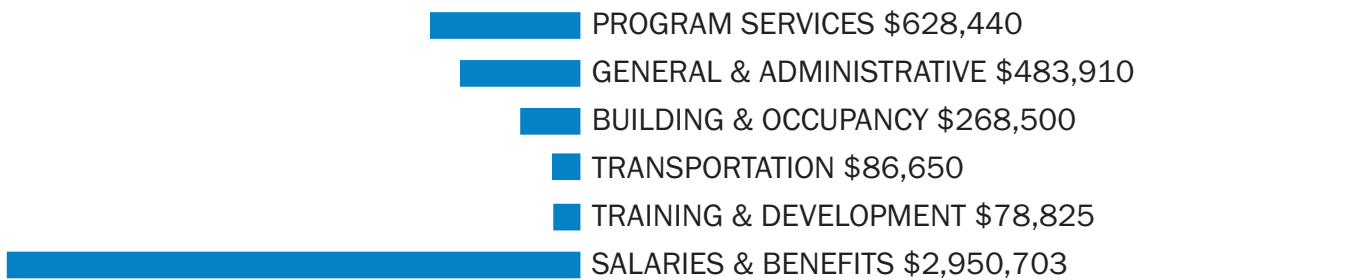 PROGRAM SERVICES $628,440
GENERAL & ADMINISTRATIVE $483,910
BUILDING & OCCUPANCY $268,500
TRANSPORTATION $86,650
TRAINING & DEVELOPMENT $78,825
SALARIES & BENEFITS $2,950,703